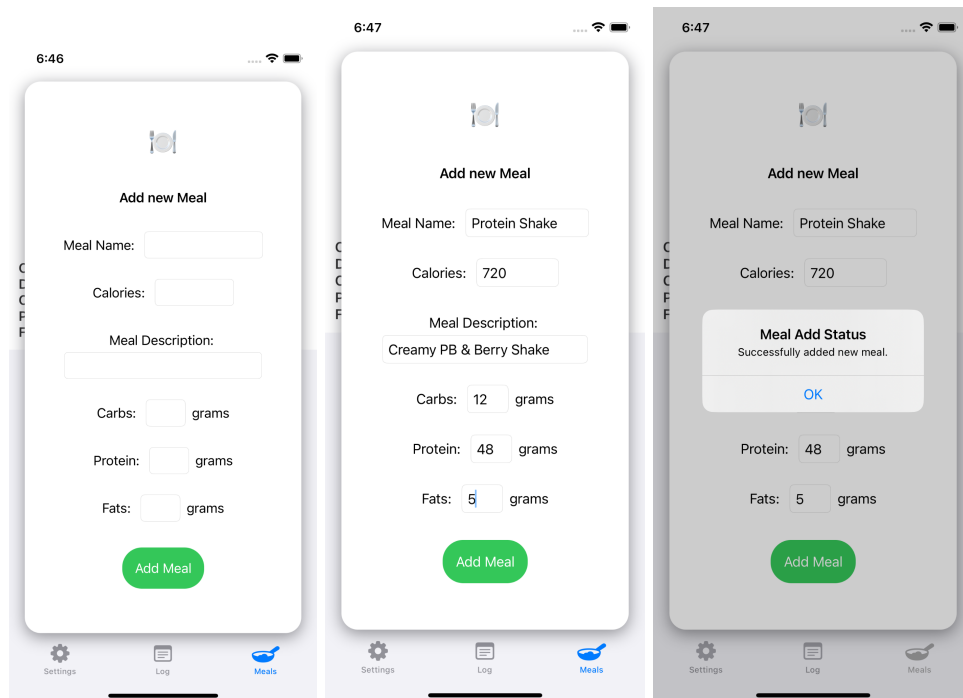 6:46
Add new Meal
Meal Name:
Calories:
Meal Description:
Carbs: grams
Protein: grams
Fats: grams
Add Meal
C
D
C
P
F
Settings Log Meals
6:47
Add new Meal
Meal Name: Protein Shake
Calories: 720
Meal Description:
Creamy PB & Berry Shake
Carbs: 12 grams
Protein: 48 grams
Fats: 5 grams
Add Meal
C
D
C
P
F
Settings Log Meals
6:47
Add new Meal
Meal Name: Protein Shake
Calories: 720
Meal Add Status
Successfully added new meal.
OK
Protein: 48 grams
Fats: 5 grams
Add Meal
C
D
C
P
F
Settings Log Meals